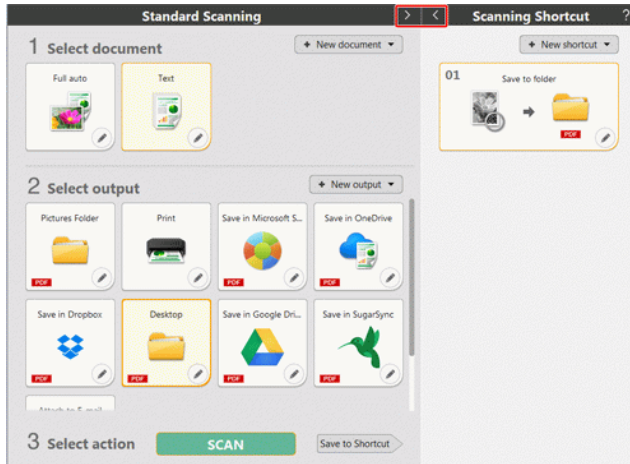 Standard Scanning
> <
Scanning Shortcut
?
1 Select document
+ New document
Full auto
Text
2 Select output
+ New output
Pictures Folder
Print
Save in Microsoft S...
Save in OneDrive
PDF
PDF
PDF
Save in Dropbox
Desktop
Save in Google Dri...
Save in SugarSync
PDF
PDF
PDF
PDF
Attach to E-mail
3 Select action
SCAN
Save to Shortcut
+ New shortcut
01
Save to folder
PDF